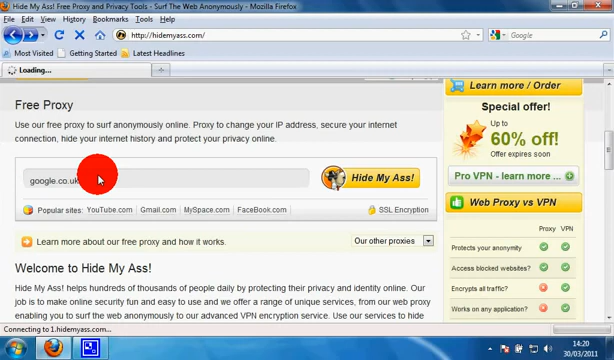 Hide My Ass! Free Proxy and Privacy Tools - Surf The Web Anonymously - Mozilla Firefox
File Edit View History Bookmarks Tools Help
http://hidemyass.com/
Google
Most Visited Getting Started Latest Headlines
Loading...
Free Proxy
Use our free proxy to surf anonymously online. Proxy to change your IP address, secure your internet
connection, hide your internet history and protect your privacy online.
google.co.uk
Hide My Ass!
Popular sites: YouTube.com Gmail.com MySpace.com FaceBook.com
SSL Encryption
Learn more about our free proxy and how it works.
Our other proxies
Welcome to Hide My Ass!
Hide My Ass! helps hundreds of thousands of people daily by protecting their privacy and identity online. Our
job is to make online security fun and easy to use and we offer a range of unique services, from our web proxy
enabling you to surf the web anonymously to our advanced VPN encryption service. Use our services to hide
Learn more / Order
Special offer!
Up to
60% off!
Offer expires soon
Pro VPN - learn more ...
Web Proxy vs VPN
Proxy VPN
Protects your anonymity
Access blocked websites?
Encrypts all traffic?
Works on any application?
Connecting to 1.hidemyass.com...
14:20
30/03/2011